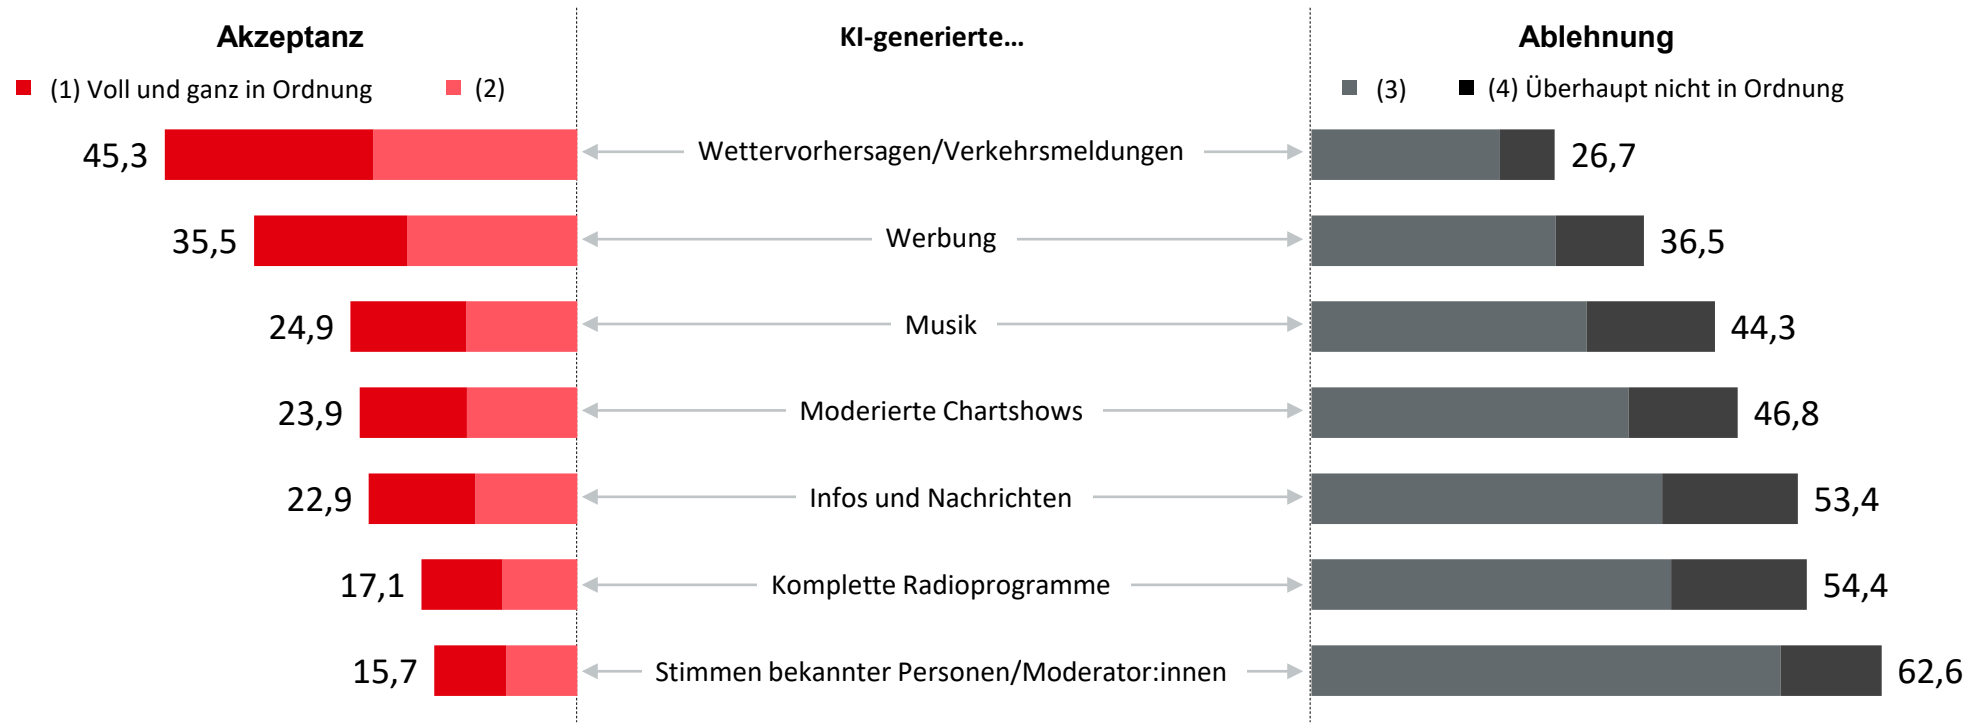 Akzeptanz KI-generierte... Ablehnung
(1) Voll und ganz in Ordnung (2) (3) (4) Überhaupt nicht in Ordnung
45,3 Wettervorhersagen/Verkehrsmeldungen 26,7
35,5 Werbung 36,5
24,9 Musik 44,3
23,9 Moderierte Chartshows 46,8
22,9 Infos und Nachrichten 53,4
17,1 Komplette Radioprogramme 54,4
15,7 Stimmen bekannter Personen/Moderator:innen 62,6